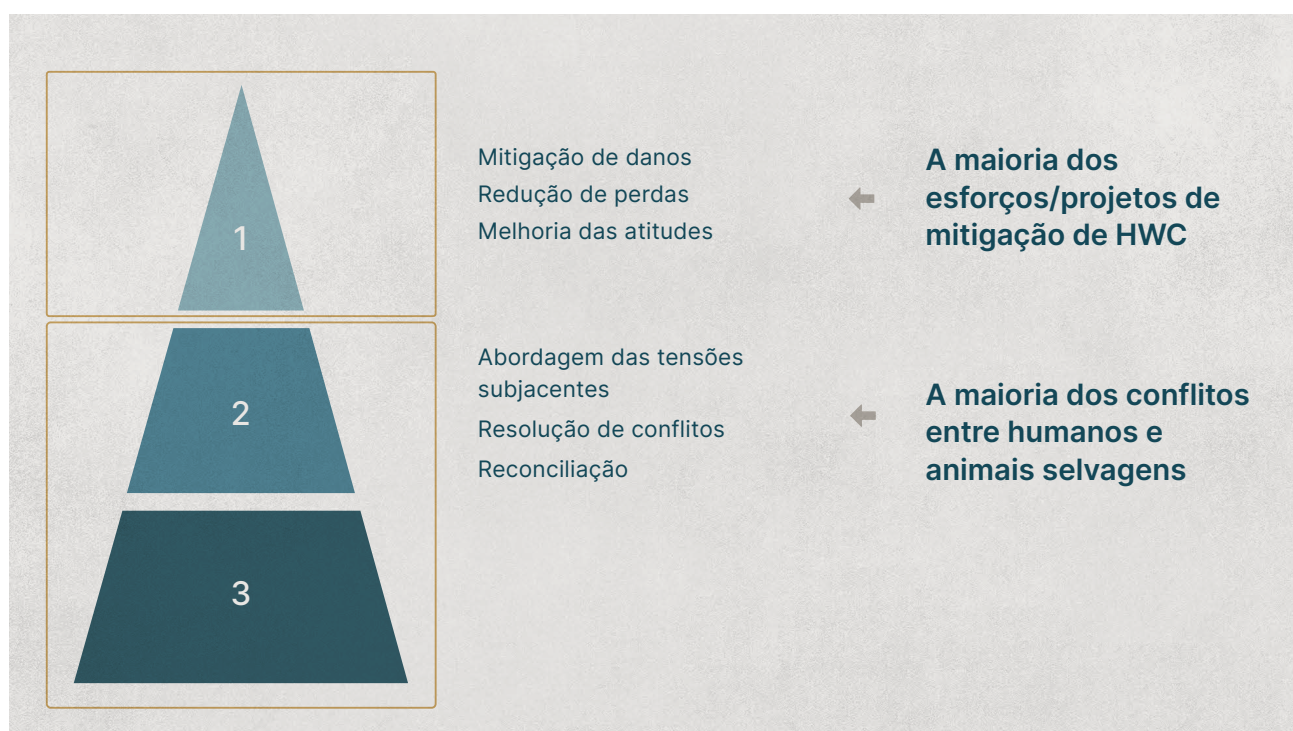 1
Mitigação de danos
Redução de perdas
Melhoria das atitudes
A maioria dos
esforços/projetos de
mitigação de HWC
2
Abordagem das tensões
subjacentes
Resolução de conflitos
Reconciliação
A maioria dos conflitos
entre humanos e
animais selvagens
3